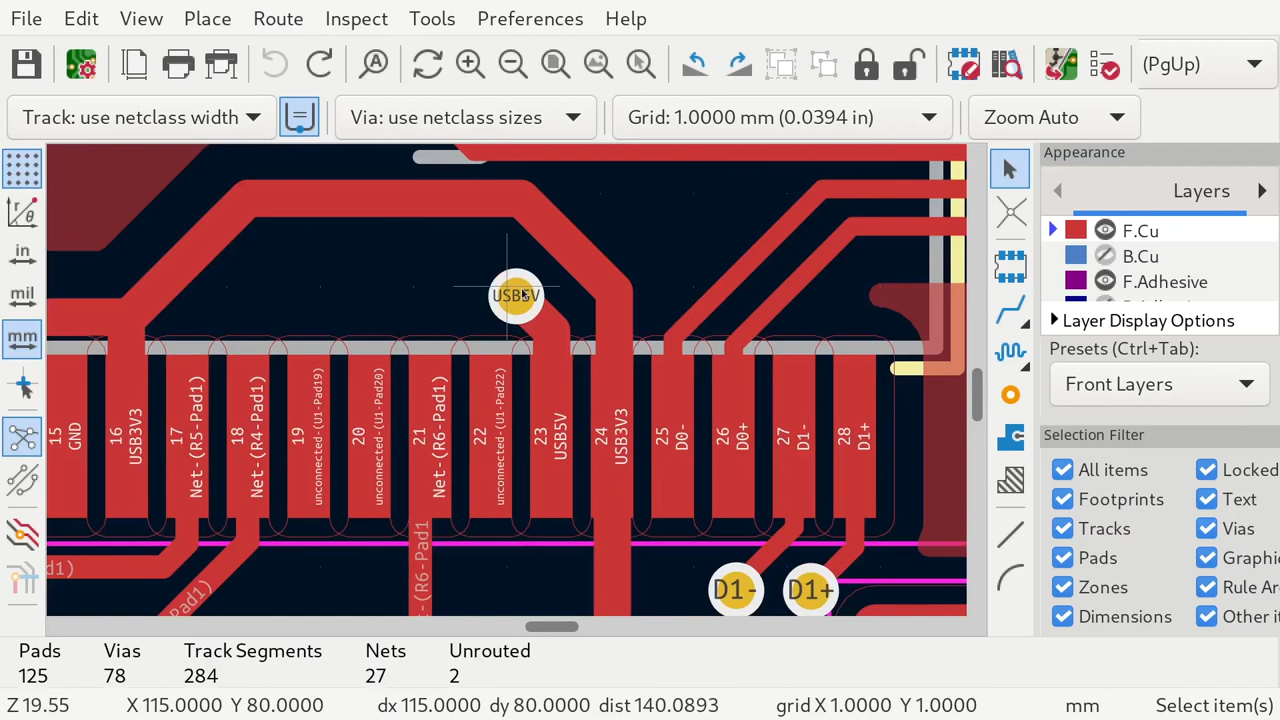 File Edit View Place Route Inspect Tools Preferences Help
(PgUp)
Track: use netclass width
Via: use netclass sizes
Grid: 1.0000 mm (0.0394 in)
Zoom Auto
r
θ
in
mil
mm
Appearance
Layers
F.Cu
B.Cu
F.Adhesive
Layer Display Options
Presets (Ctrl+Tab):
Front Layers
Selection Filter
All items
Locked
Footprints
Text
Tracks
Vias
Pads
Graphic
Zones
Rule Ar
Dimensions
Other it
USB5V
15
GND
16
USB3V3
17
Net-(R5-Pad1)
18
Net-(R4-Pad1)
19
unconnected-(U1-Pad19)
20
unconnected-(U1-Pad20)
21
Net-(R6-Pad1)
22
unconnected-(U1-Pad22)
23
USB5V
24
USB3V3
25
D0-
26
D0+
27
D1-
28
D1+
d1)
Pad1)
-(R6-Pad1
D1-
D1+
Pads
125
Vias
78
Track Segments
284
Nets
27
Unrouted
2
Z 19.55
X 115.0000 Y 80.0000
dx 115.0000 dy 80.0000 dist 140.0893
grid X 1.0000 Y 1.0000
mm
Select item(s)